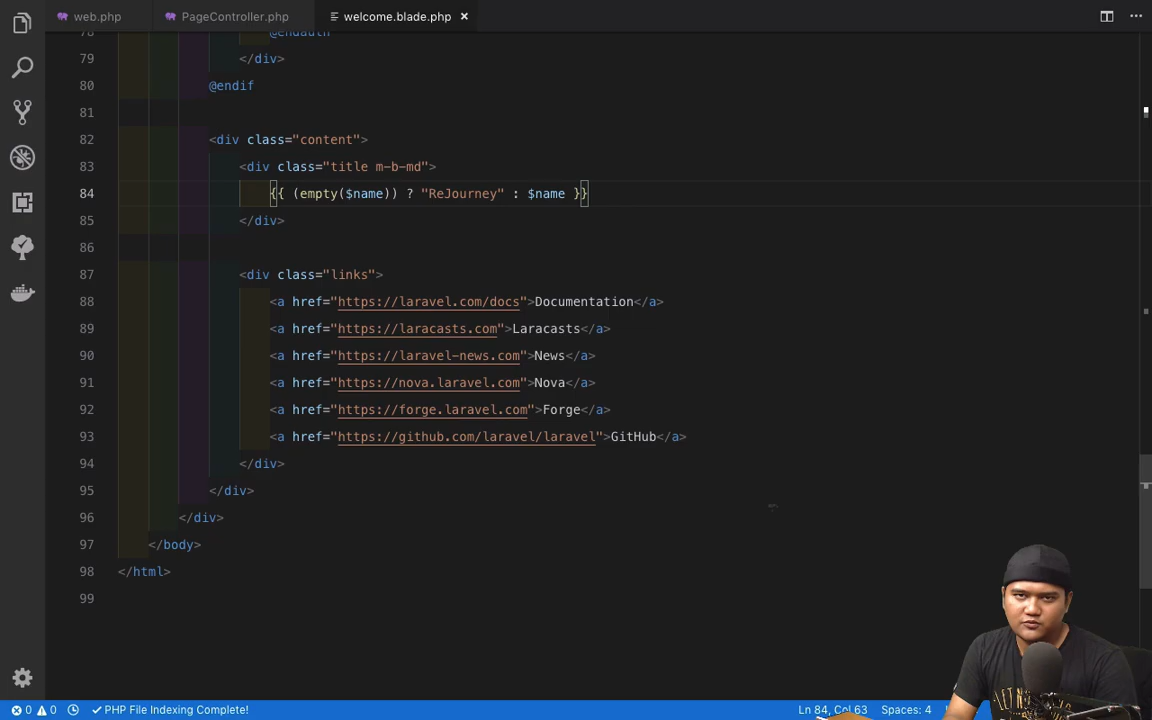 web.php PageController.php welcome.blade.php
78 @endauth
79 </div>
80 @endif
81
82 <div class="content">
83 <div class="title m-b-md">
84 {{ (empty($name)) ? "ReJourney" : $name }}
85 </div>
86
87 <div class="links">
88 <a href="https://laravel.com/docs">Documentation</a>
89 <a href="https://laracasts.com">Laracasts</a>
90 <a href="https://laravel-news.com">News</a>
91 <a href="https://nova.laravel.com">Nova</a>
92 <a href="https://forge.laravel.com">Forge</a>
93 <a href="https://github.com/laravel/laravel">GitHub</a>
94 </div>
95 </div>
96 </div>
97 </body>
98 </html>
99
0 0 PHP File Indexing Complete! Ln 84, Col 63 Spaces: 4